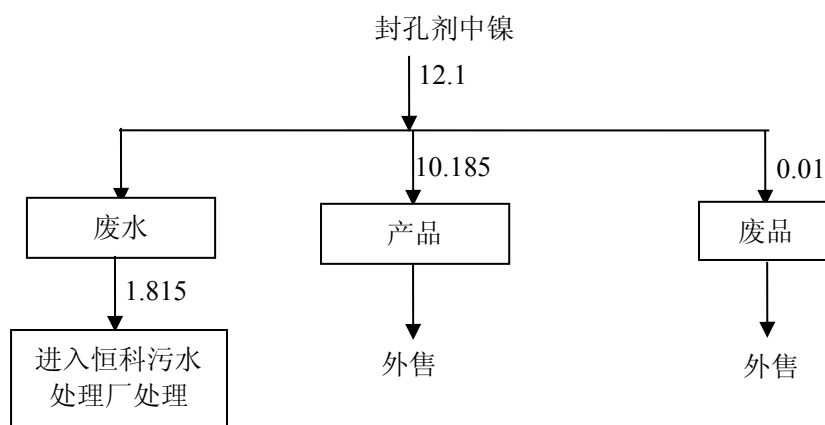 封孔剂中镍
12.1
10.185
0.01
废水
产品
废品
1.815
进入恒科污水
处理厂处理
外售
外售